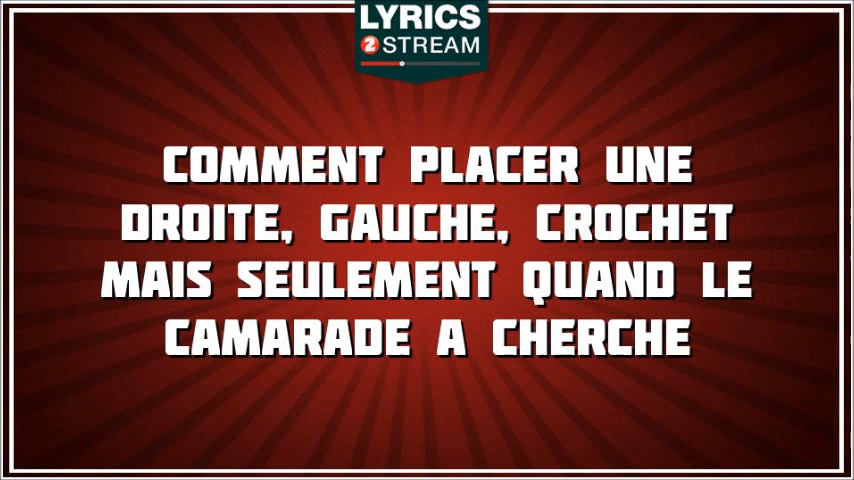 LYRICS
2 STREAM
COMMENT PLACER UNE
DROITE, GAUCHE, CROCHET
MAIS SEULEMENT QUAND LE
CAMARADE A CHERCHE